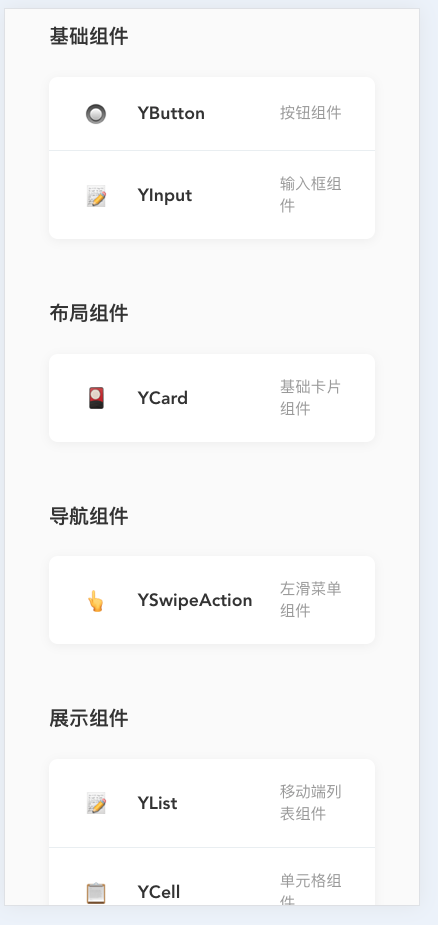 基础组件
YButton
按钮组件
YInput
输入框组
件
布局组件
YCard
基础卡片
组件
导航组件
YSwipeAction
左滑菜单
组件
展示组件
YList
移动端列
表组件
YCell
单元格组
件